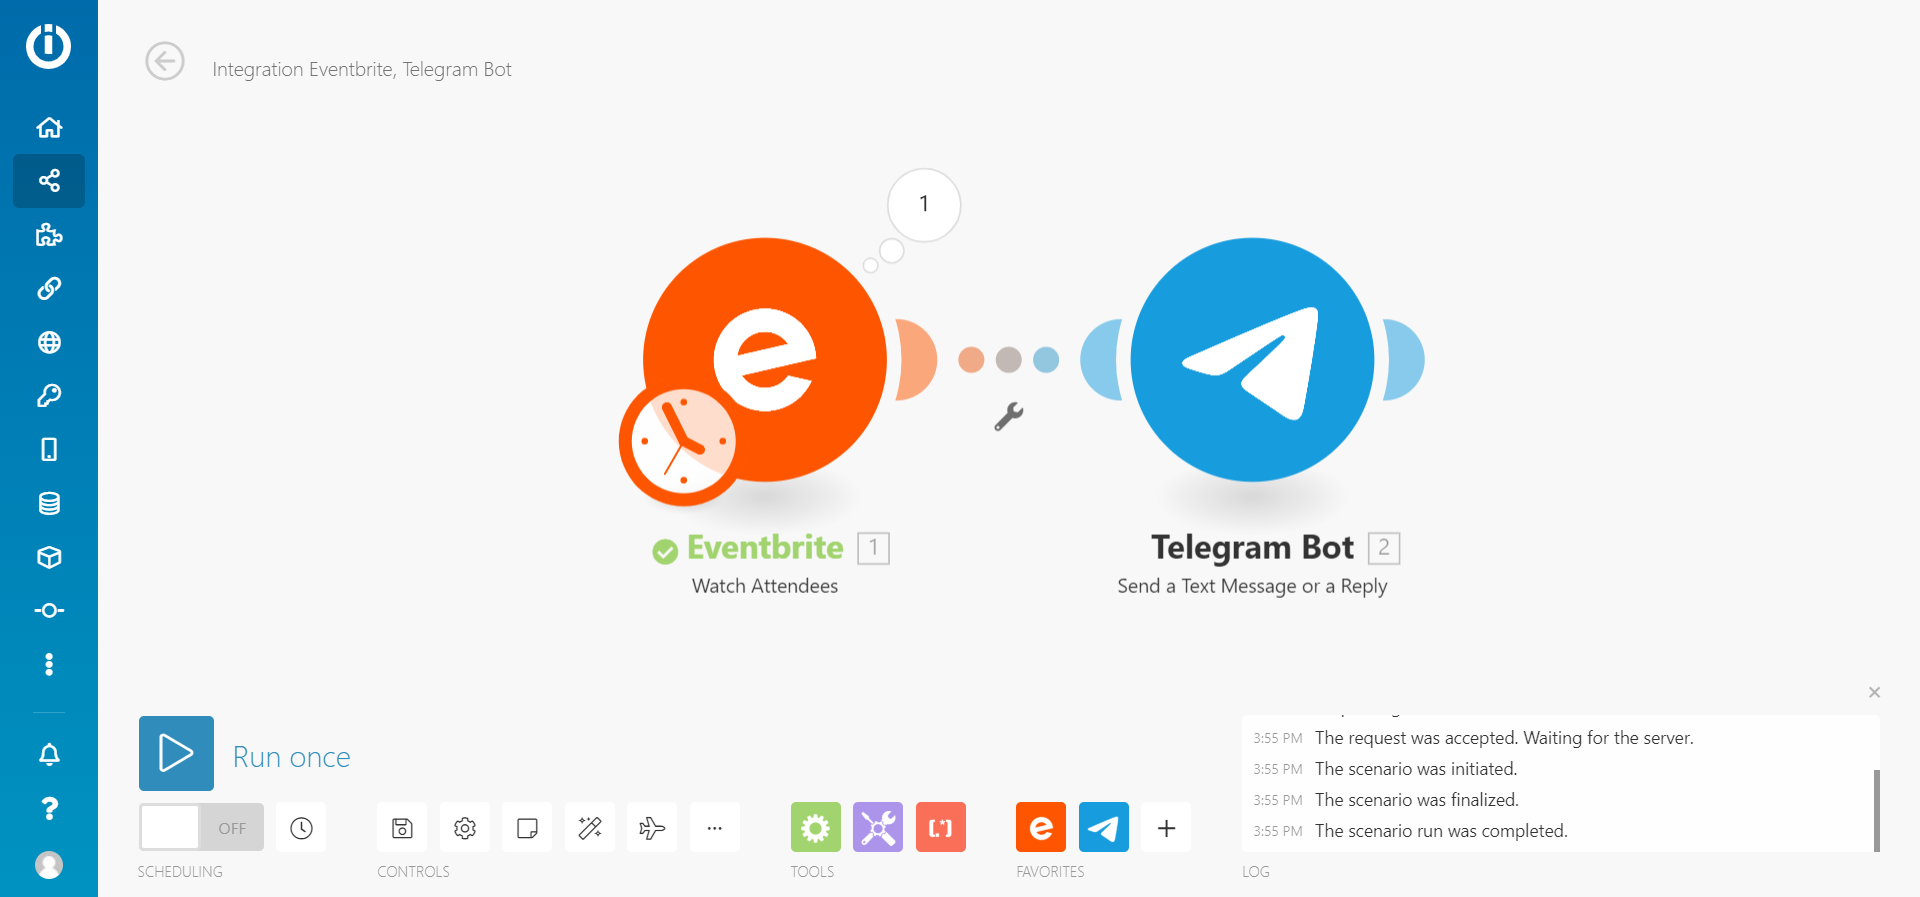 Integration Eventbrite, Telegram Bot
1
Eventbrite 1
Watch Attendees
Telegram Bot 2
Send a Text Message or a Reply
Run once
OFF
SCHEDULING
CONTROLS
TOOLS
FAVORITES
3:55 PM The request was accepted. Waiting for the server.
3:55 PM The scenario was initiated.
3:55 PM The scenario was finalized.
3:55 PM The scenario run was completed.
LOG